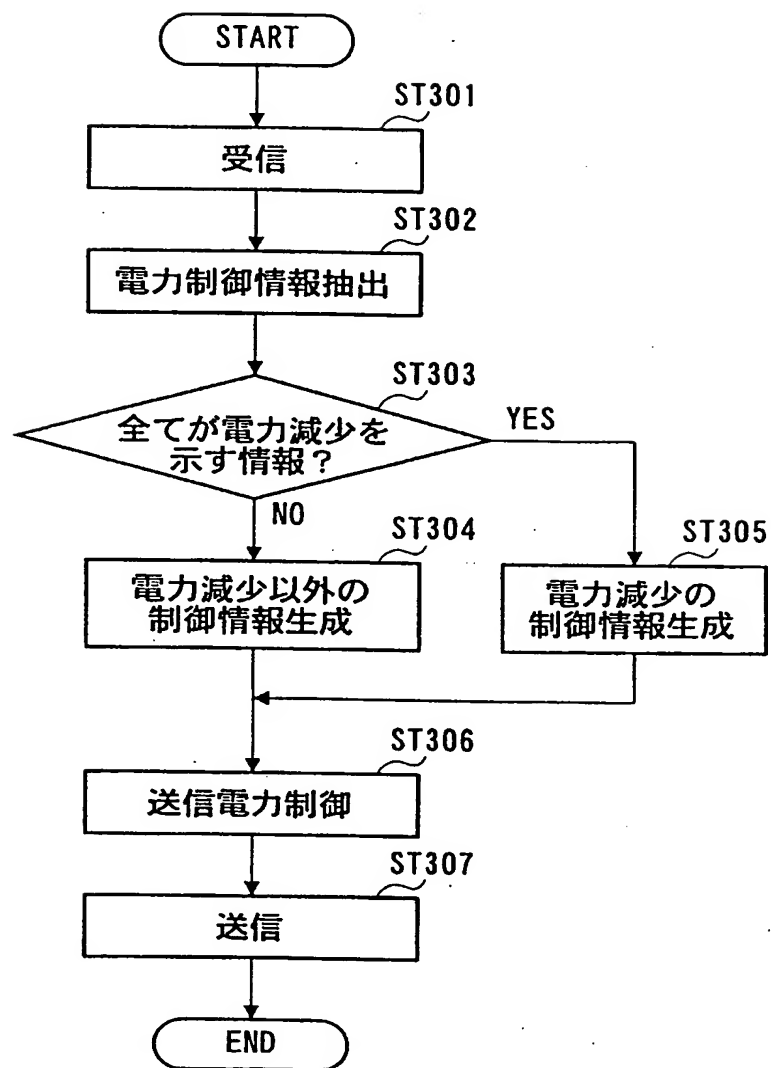 START
ST301
受信
ST302
電力制御情報抽出
ST303
全てが電力減少を
示す情報?
YES
NO
ST304
電力減少以外の
制御情報生成
ST305
電力減少の
制御情報生成
ST306
送信電力制御
ST307
送信
END